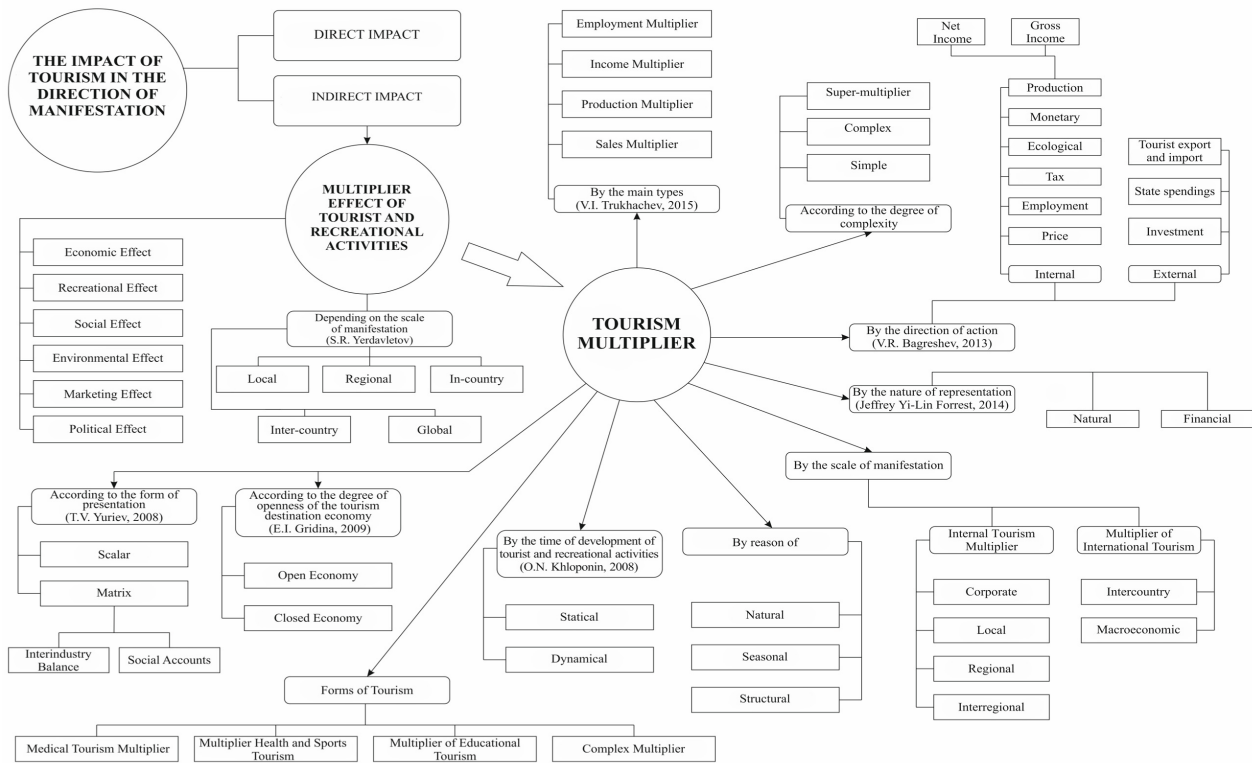 THE IMPACT OF
TOURISM IN THE
DIRECTION OF
MANIFESTATION
DIRECT IMPACT
INDIRECT IMPACT
MULTIPLIER
EFFECT OF
TOURIST AND
RECREATIONAL
ACTIVITIES
Economic Effect
Recreational Effect
Social Effect
Environmental Effect
Marketing Effect
Political Effect
Depending on the scale
of manifestation
(S.R. Yerdavletov)
Local
Regional
In-country
Inter-country
Global
Employment Multiplier
Income Multiplier
Production Multiplier
Sales Multiplier
By the main types
(V.I. Trukhachev, 2015)
Super-multiplier
Complex
Simple
According to the degree of
complexity
Net
Income
Gross
Income
Production
Monetary
Ecological
Tax
Employment
Price
Internal
Tourist export
and import
State spendings
Investment
External
TOURISM
MULTIPLIER
By the direction of action
(V.R. Bagreshev, 2013)
By the nature of representation
(Jeffrey Yi-Lin Forrest, 2014)
Natural
Financial
By the scale of manifestation
Internal Tourism
Multiplier
Corporate
Local
Regional
Interregional
Multiplier of
International Tourism
Intercountry
Macroeconomic
According to the form of
presentation
(T.V. Yuriev, 2008)
Scalar
Matrix
Interindustry
Balance
Social Accounts
According to the degree of
openness of the tourism
destination economy
(E.I. Gridina, 2009)
Open Economy
Closed Economy
By the time of development of
tourist and recreational activities
(O.N. Khloponin, 2008)
Statical
Dynamical
By reason of
Natural
Seasonal
Structural
Forms of Tourism
Medical Tourism Multiplier
Multiplier Health and Sports
Tourism
Multiplier of Educational
Tourism
Complex Multiplier